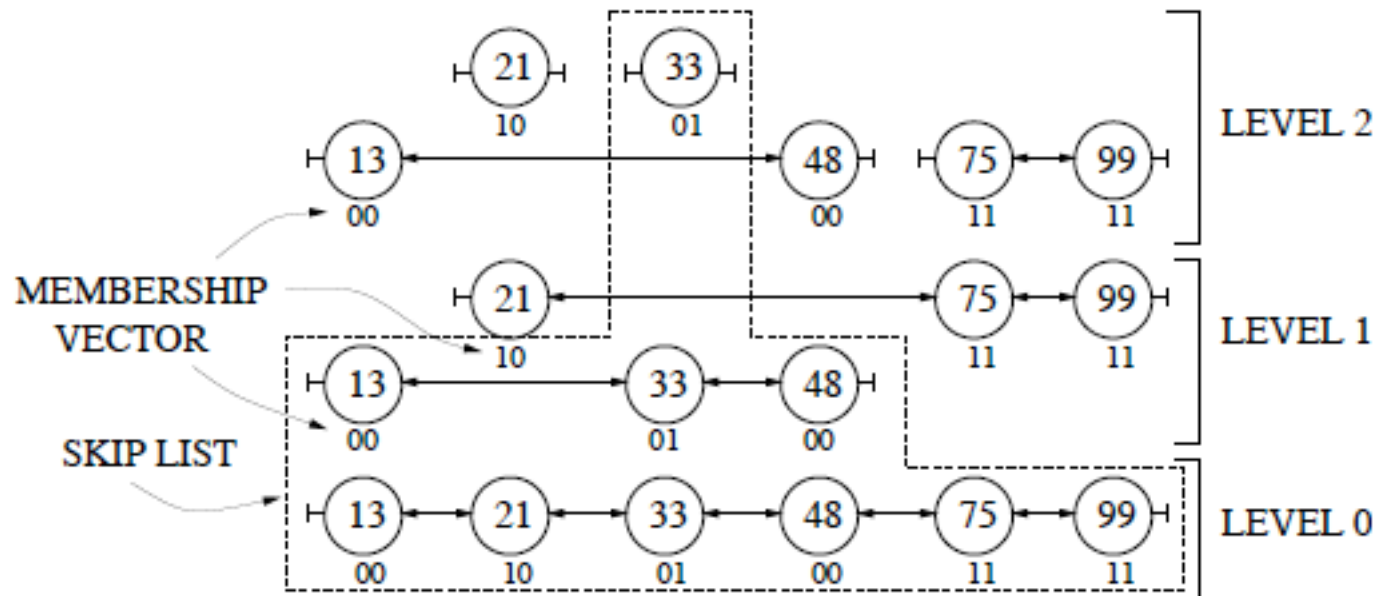 21 33
10 01
13 48 75 99
00 00 11 11
LEVEL 2
MEMBERSHIP
VECTOR
21 75 99
10 11 11
13 33 48
00 01 00
LEVEL 1
SKIP LIST
13 21 33 48 75 99
00 10 01 00 11 11
LEVEL 0